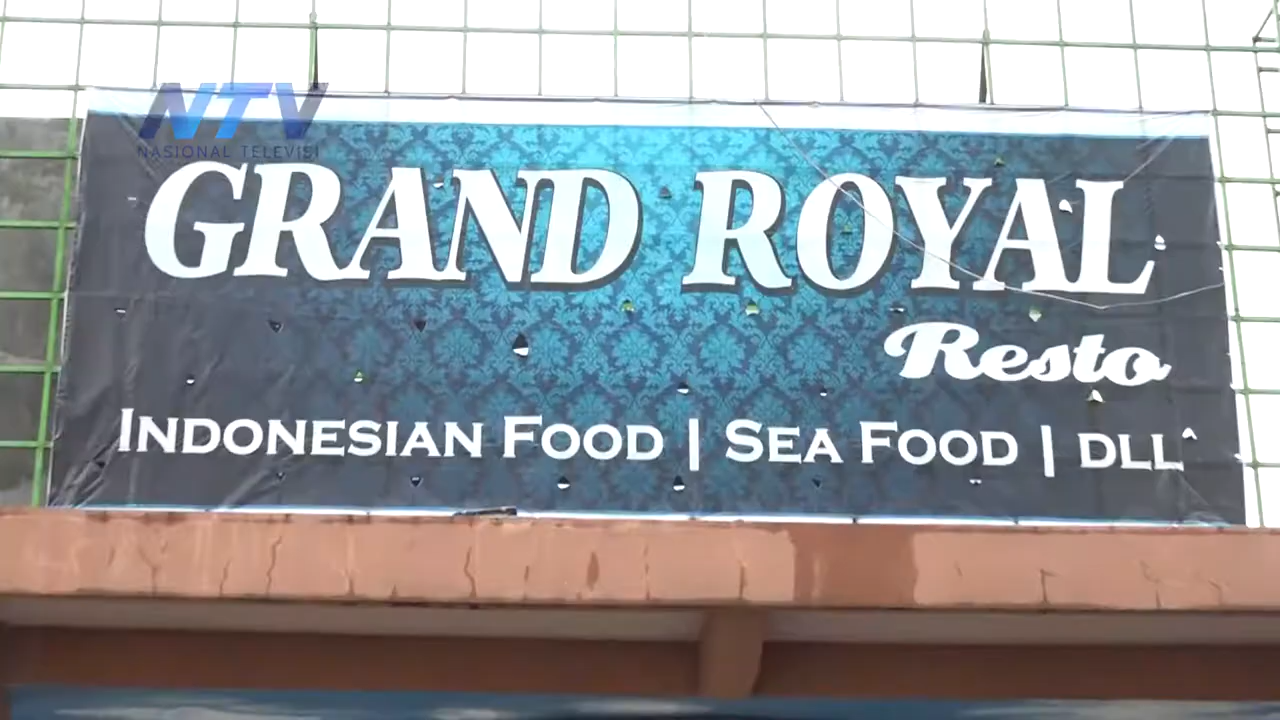 NTV
NASIONAL TELEVISI
GRAND ROYAL
Resto
INDONESIAN FOOD | SEA FOOD | DLL